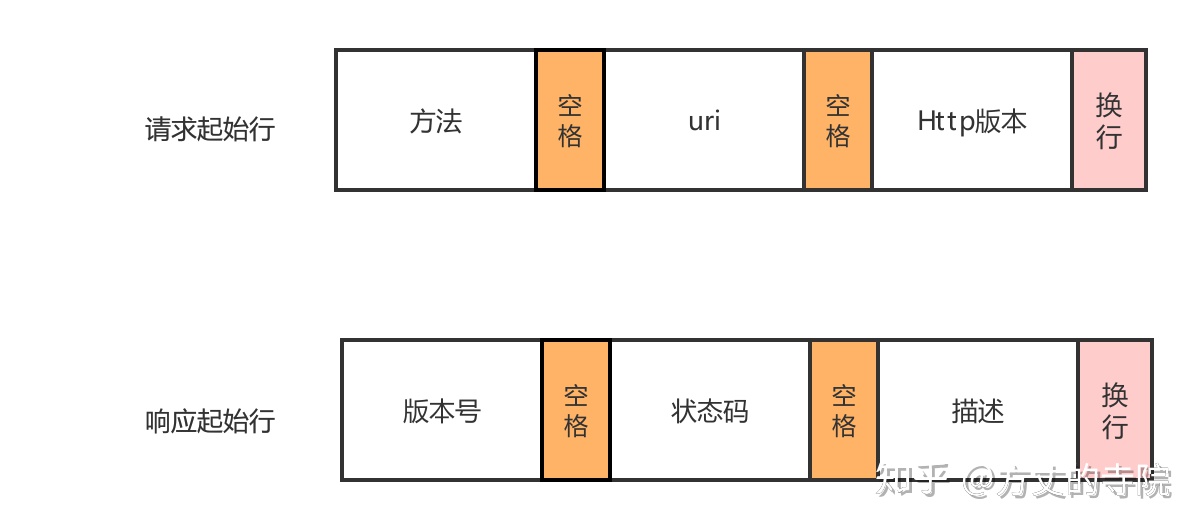 请求起始行 方法 空格 uri 空格 Http版本 换行
响应起始行 版本号 空格 状态码 空格 描述 换行
知乎 @方丈的寺院